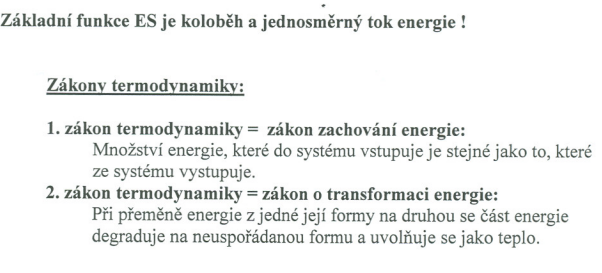 Základní funkce ES je koloběh a jednosměrný tok energie !
Zákony termodynamiky:
1. zákon termodynamiky = zákon zachování energie:
Množství energie, které do systému vstupuje je stejné jako to, které
ze systému vystupuje.
2. zákon termodynamiky = zákon o transformaci energie:
Při přeměně energie z jedné její formy na druhou se část energie
degraduje na neuspořádanou formu a uvolňuje se jako teplo.